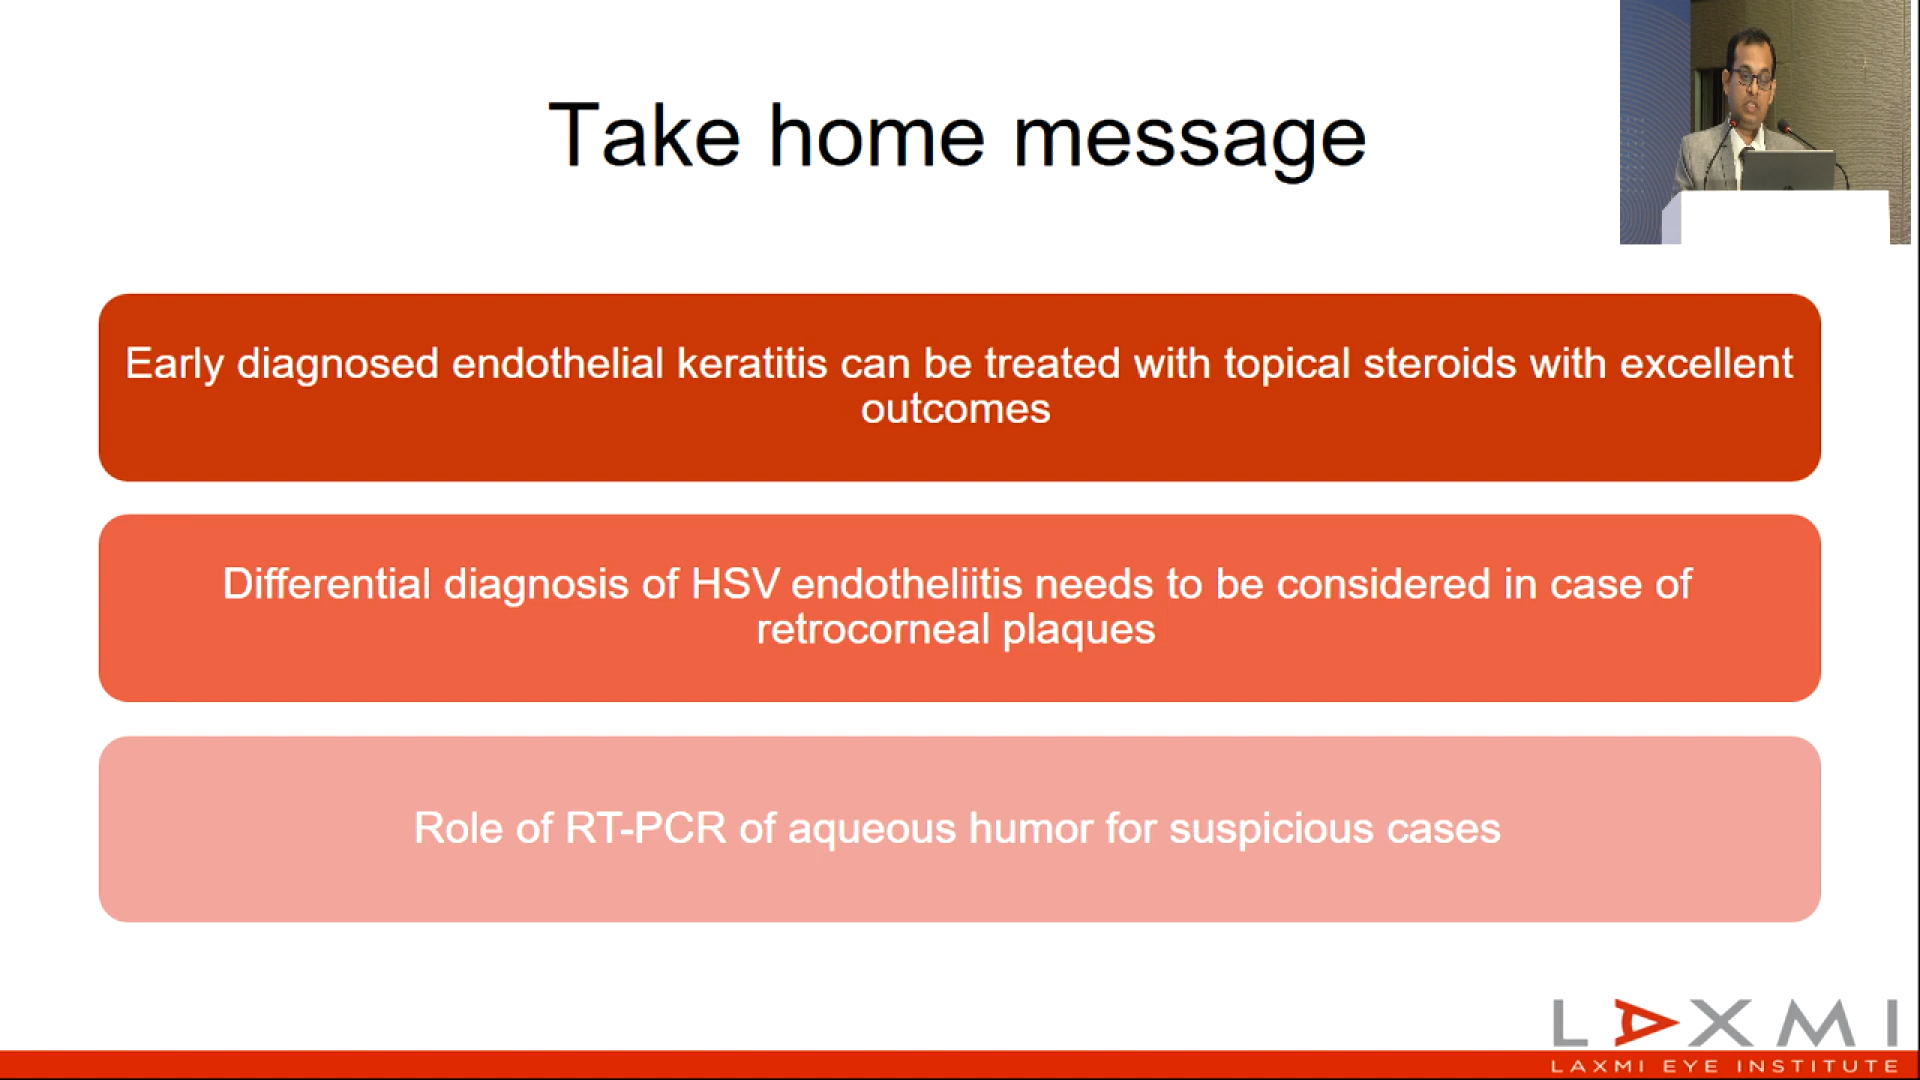 Take home message
Early diagnosed endothelial keratitis can be treated with topical steroids with excellent
outcomes
Differential diagnosis of HSV endotheliitis needs to be considered in case of
retrocorneal plaques
Role of RT-PCR of aqueous humor for suspicious cases
LAXMI
LAXMI EYE INSTITUTE